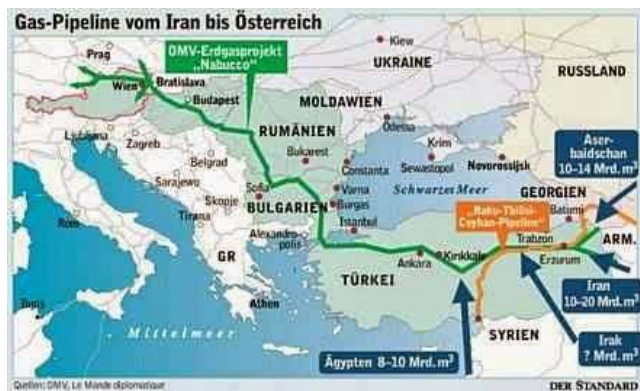 Gas-Pipeline vom Iran bis Österreich
Prag
OMV-Erdgasprojekt
„Nabucco“
Kiew
UKRAINE
RUSSLAND
Wien
Bratislava
Budapest
MOLDAWIEN
Odessa
Ljubljana
Zagreb
RUMÄNIEN
Krim
Aser-
baidschan
10–14 Mrd. m³
Belgrad
Bukarest
Constanta
Sewastopol
Novorossijsk
Sarajewo
Sofia
Varna
Schwarzes Meer
GEORGIEN
Skopje
BULGARIEN
Burgas
„Baku-Tbilisi-
Ceyhan-Pipeline“
Batumi
Rom
Tirana
Istanbul
ARM.
Alexandro-
polis
Trabzon
GR
Ankara
Kirikkale
Erzurum
TÜRKEI
Athen
Iran
10–20 Mrd. m³
Tunis
Mittelmeer
SYRIEN
Irak
? Mrd. m³
Ägypten 8–10 Mrd. m³
Quellen: OMV, Le Monde diplomatique
DER STANDARD